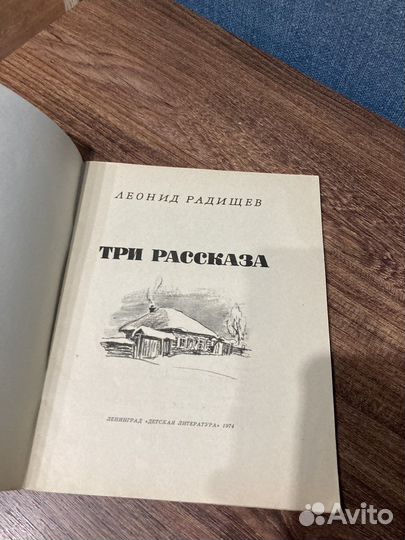 ЛЕОНИД РАДИЩЕВ
ТРИ РАССКАЗА
ЛЕНИНГРАД «ДЕТСКАЯ ЛИТЕРАТУРА» 1974
Avito